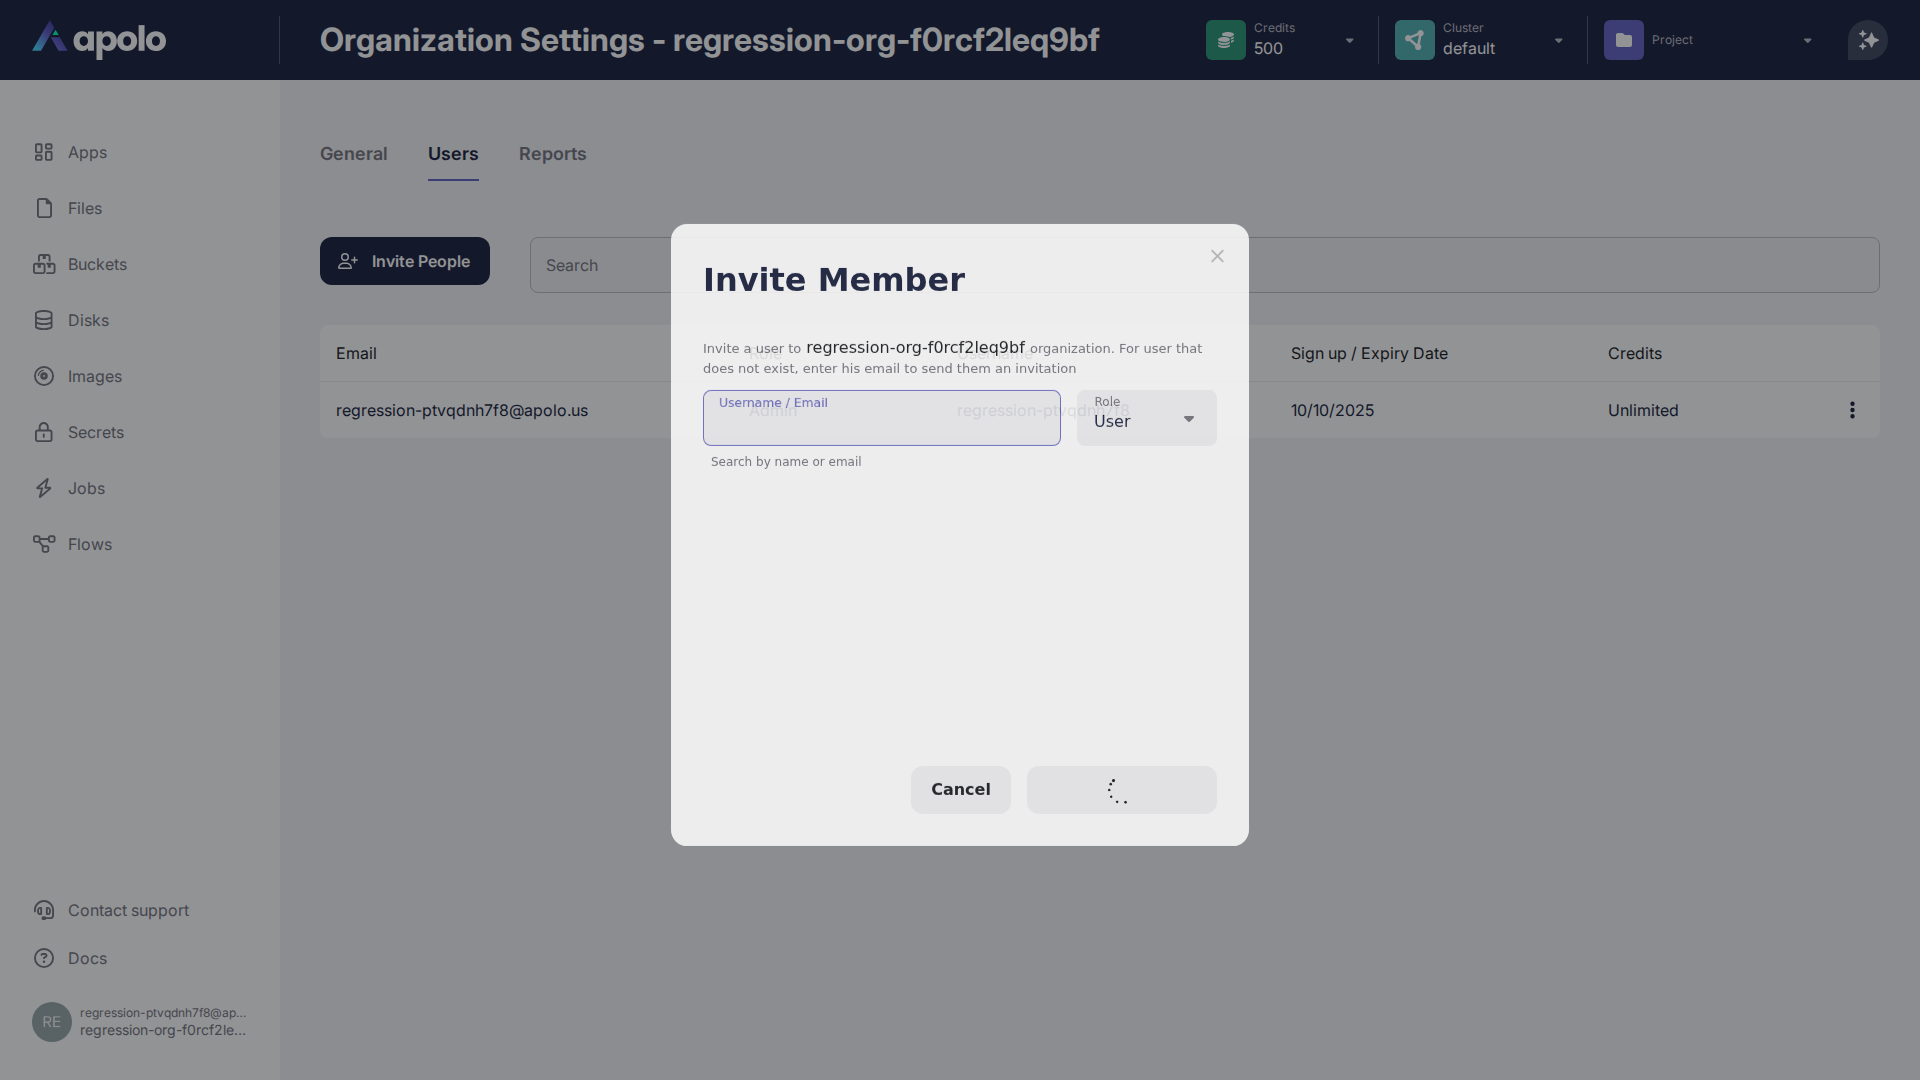 apolo
Organization Settings - regression-org-f0rcf2leq9bf
Credits
500
Cluster
default
Project
Apps
Files
Buckets
Disks
Images
Secrets
Jobs
Flows
Contact support
Docs
RE
regression-ptvqdnh7f8@ap...
regression-org-f0rcf2le...
General
Users
Reports
Invite People
Search
Email
Role
Sign up / Expiry Date
Credits
regression-ptvqdnh7f8@apolo.us
Admin
regression-ptvqdnh7f8
10/10/2025
Unlimited
Invite Member
Invite a user to regression-org-f0rcf2leq9bf organization. For user that
does not exist, enter his email to send them an invitation
Username / Email
Role
User
Search by name or email
Cancel